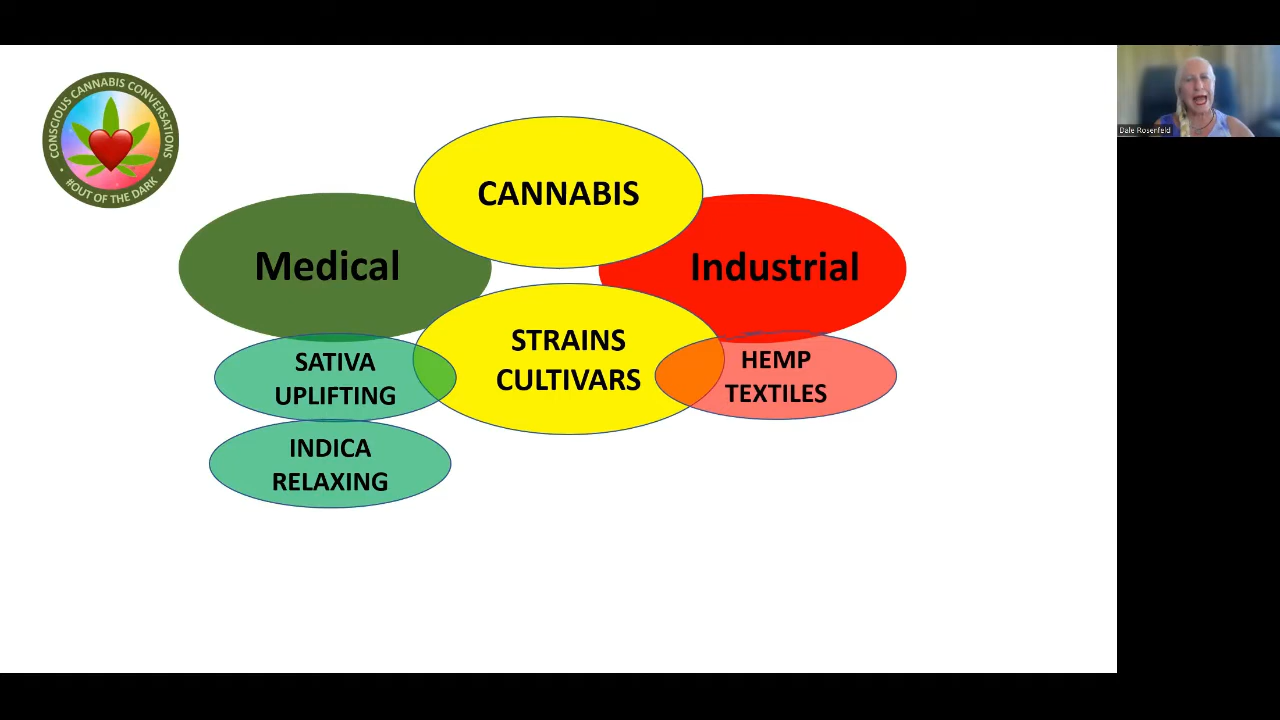 CONSCIOUS CANNABIS CONVERSATIONS
• #OUT OF THE DARK •
Dale Rosenfeld
CANNABIS
Medical
Industrial
STRAINS
CULTIVARS
SATIVA
UPLIFTING
HEMP
TEXTILES
INDICA
RELAXING